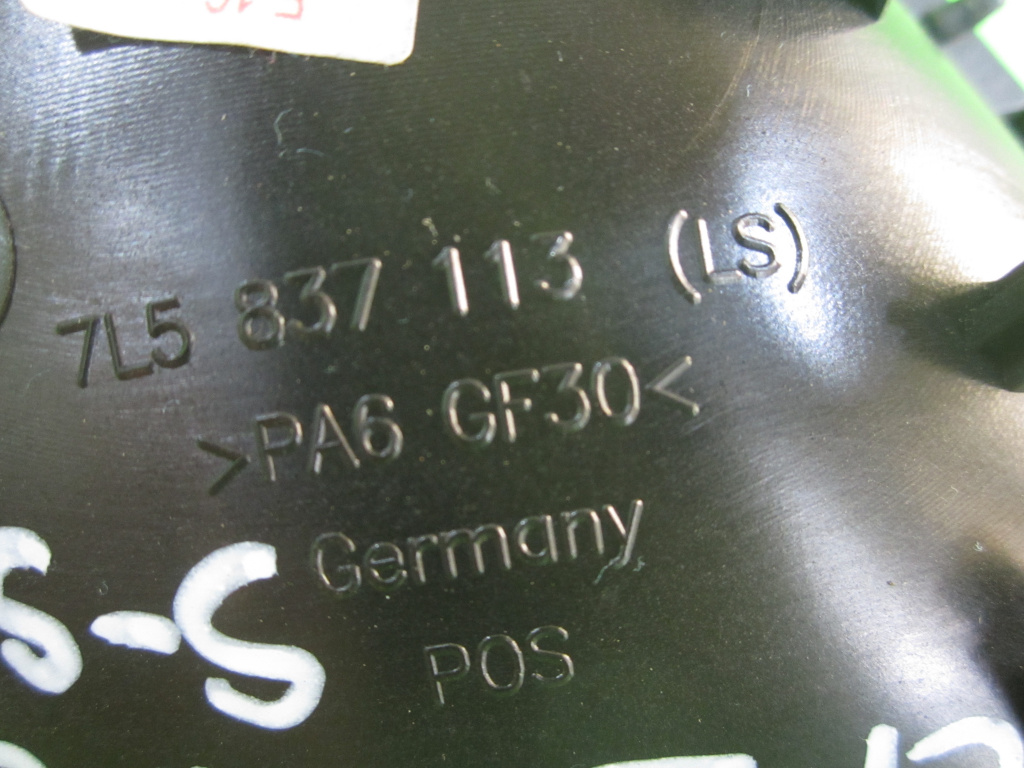 7L5 837 113 (LS)
>PA6 GF30<
Germany
POS
S-S